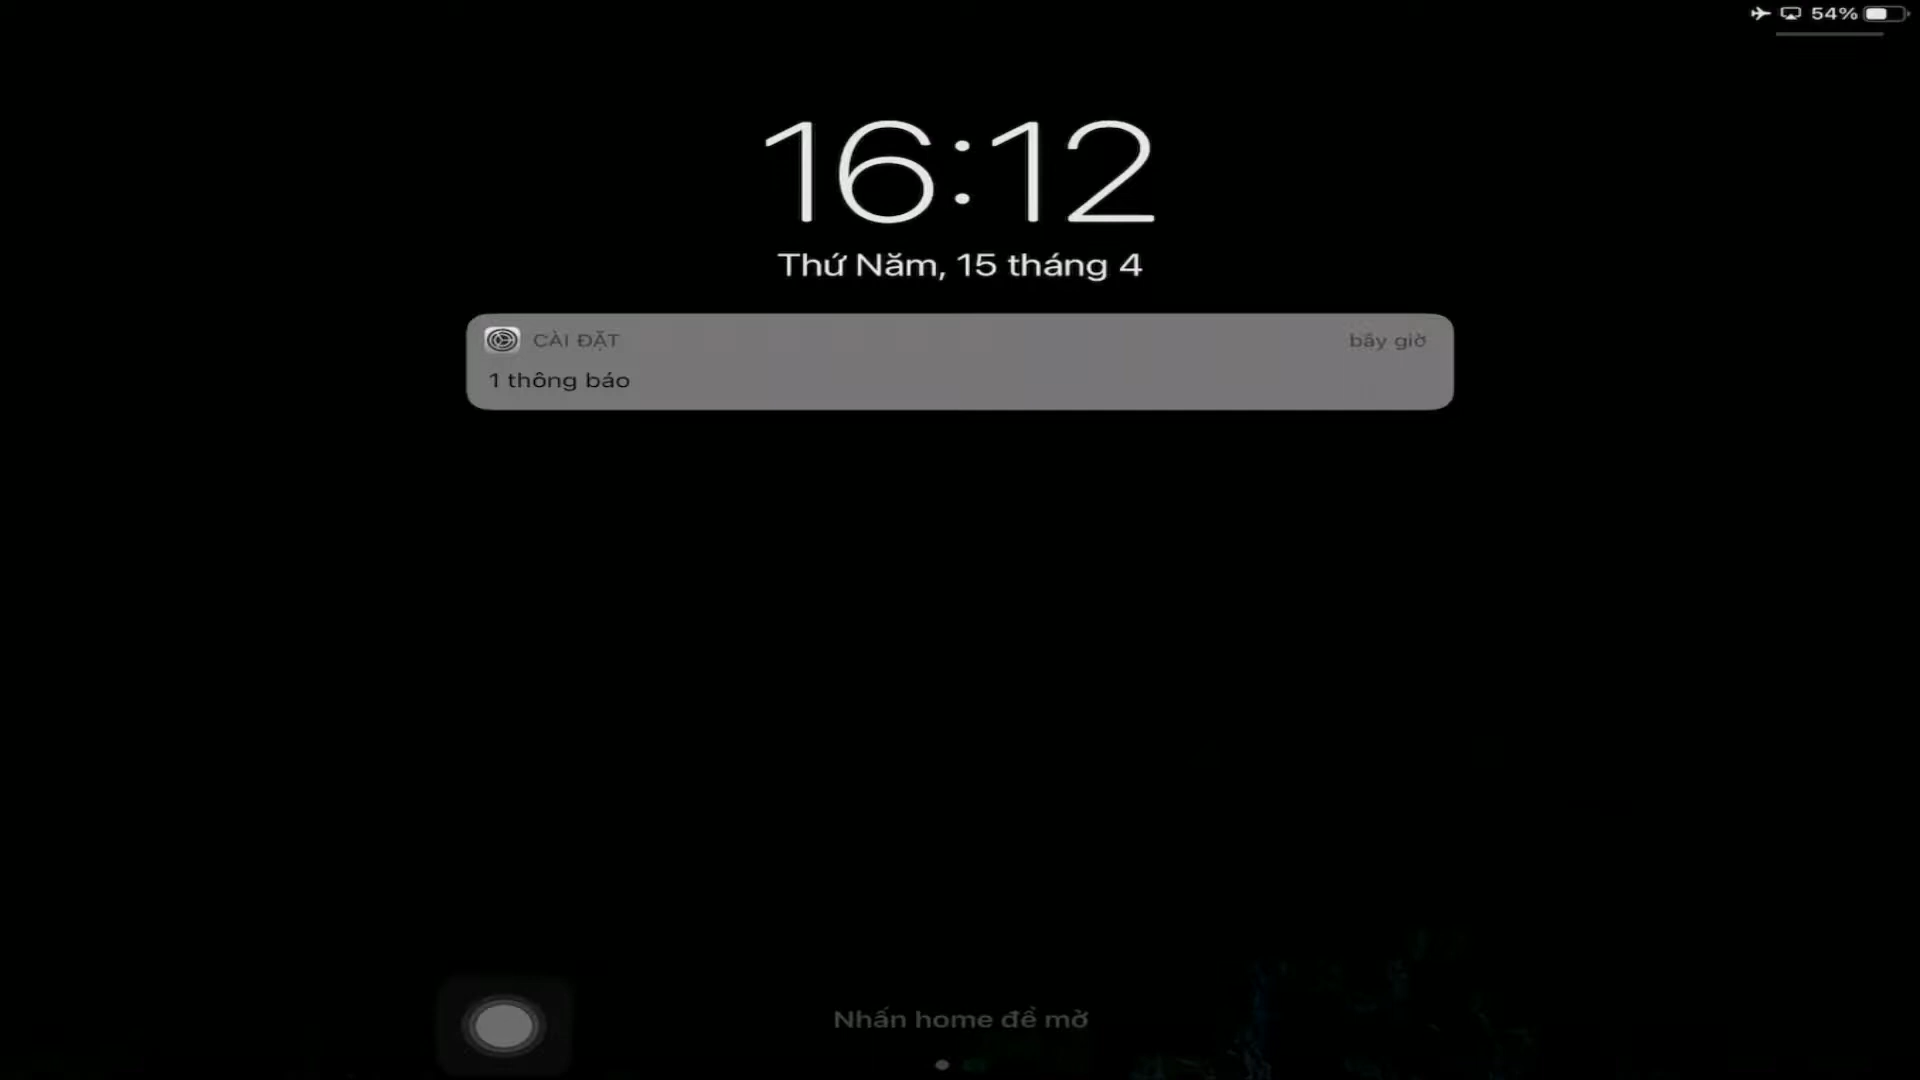 54%
16:12
Thứ Năm, 15 tháng 4
CÀI ĐẶT
bây giờ
1 thông báo
Nhấn home để mở